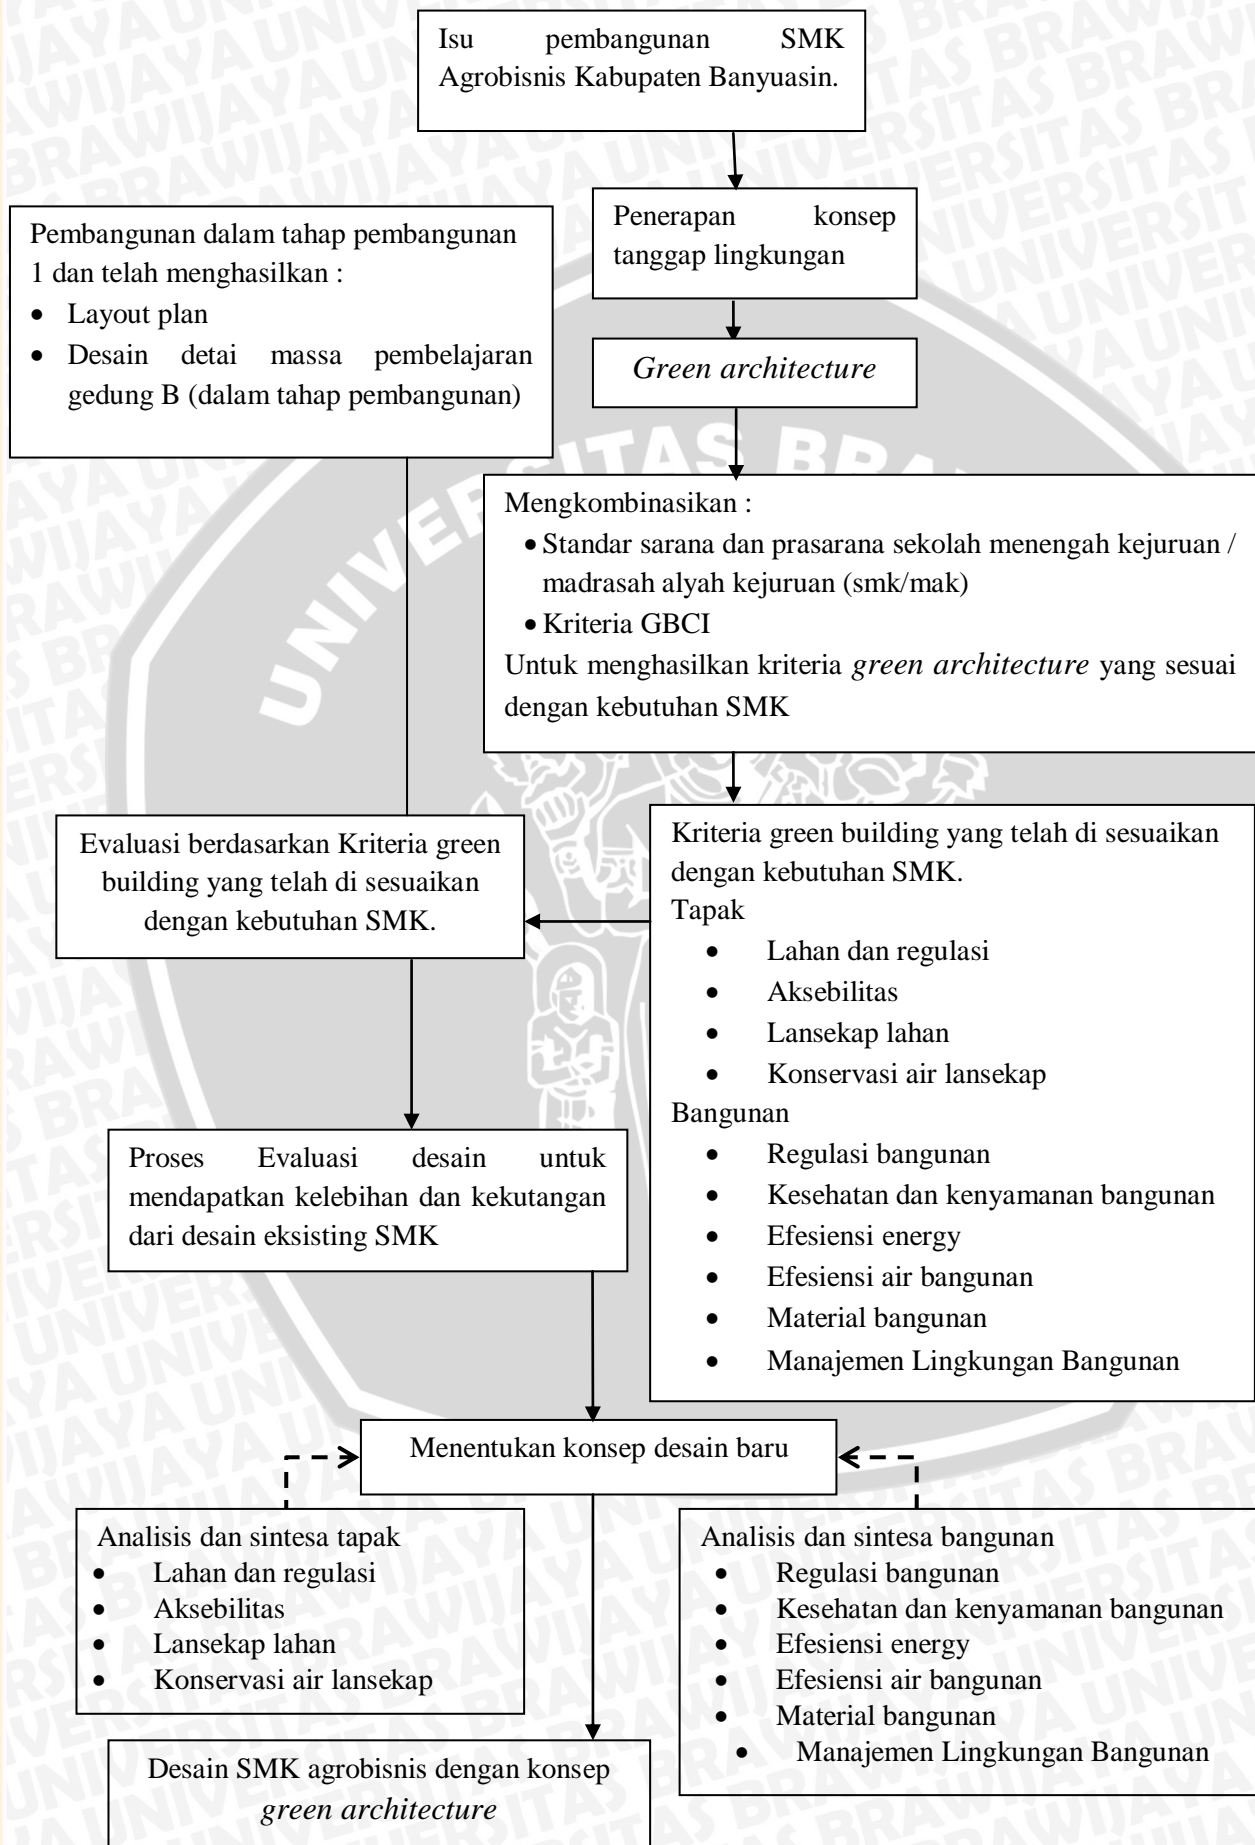 Isu pembangunan SMK
Agrobisnis Kabupaten Banyuasin.
Penerapan konsep
tanggap lingkungan
Pembangunan dalam tahap pembangunan
1 dan telah menghasilkan :
• Layout plan
• Desain detai massa pembelajaran
gedung B (dalam tahap pembangunan)
Green architecture
Mengkombinasikan :
• Standar sarana dan prasarana sekolah menengah kejuruan /
madrasah alyah kejuruan (smk/mak)
• Kriteria GBCI
Untuk menghasilkan kriteria green architecture yang sesuai
dengan kebutuhan SMK
Evaluasi berdasarkan Kriteria green
building yang telah di sesuaikan
dengan kebutuhan SMK.
Kriteria green building yang telah di sesuaikan
dengan kebutuhan SMK.
Tapak
• Lahan dan regulasi
• Aksebilitas
• Lansekap lahan
• Konservasi air lansekap
Bangunan
• Regulasi bangunan
• Kesehatan dan kenyamanan bangunan
• Efesiensi energy
• Efesiensi air bangunan
• Material bangunan
• Manajemen Lingkungan Bangunan
Proses Evaluasi desain untuk
mendapatkan kelebihan dan kekutangan
dari desain eksisting SMK
Menentukan konsep desain baru
Analisis dan sintesa tapak
• Lahan dan regulasi
• Aksebilitas
• Lansekap lahan
• Konservasi air lansekap
Analisis dan sintesa bangunan
• Regulasi bangunan
• Kesehatan dan kenyamanan bangunan
• Efesiensi energy
• Efesiensi air bangunan
• Material bangunan
• Manajemen Lingkungan Bangunan
Desain SMK agrobisnis dengan konsep
green architecture